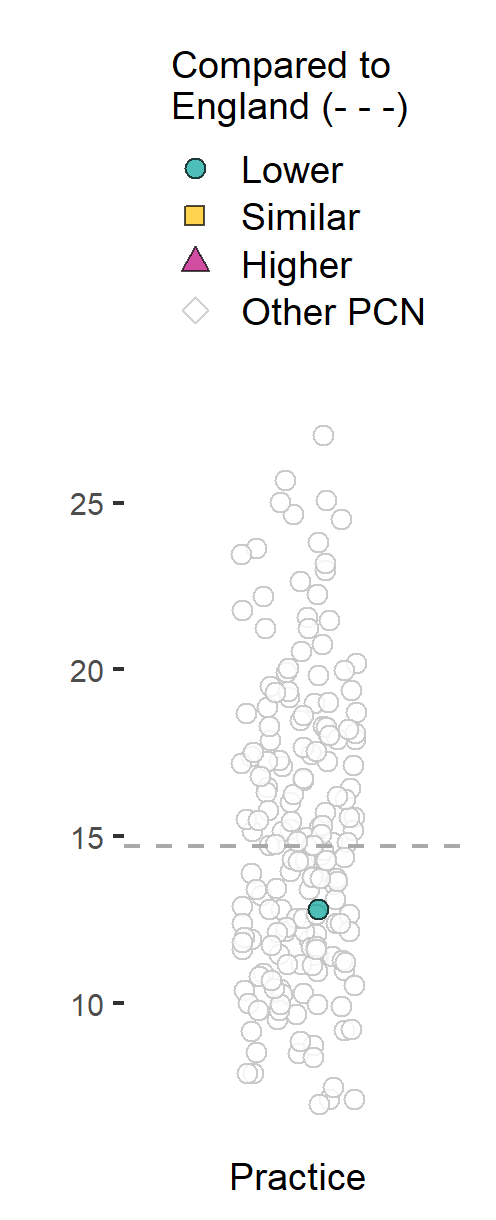 Compared to
England (- - -)
Lower
Similar
Higher
Other PCN
25
20
15
10
Practice